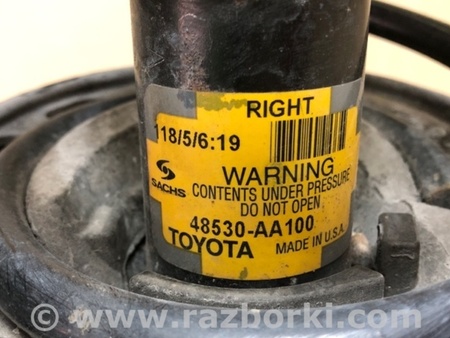 RIGHT
118/5/6:19
SACHS
WARNING
CONTENTS UNDER PRESSURE
DO NOT OPEN
48530-AA100
TOYOTA MADE IN U.S.A.
www.razborki.com